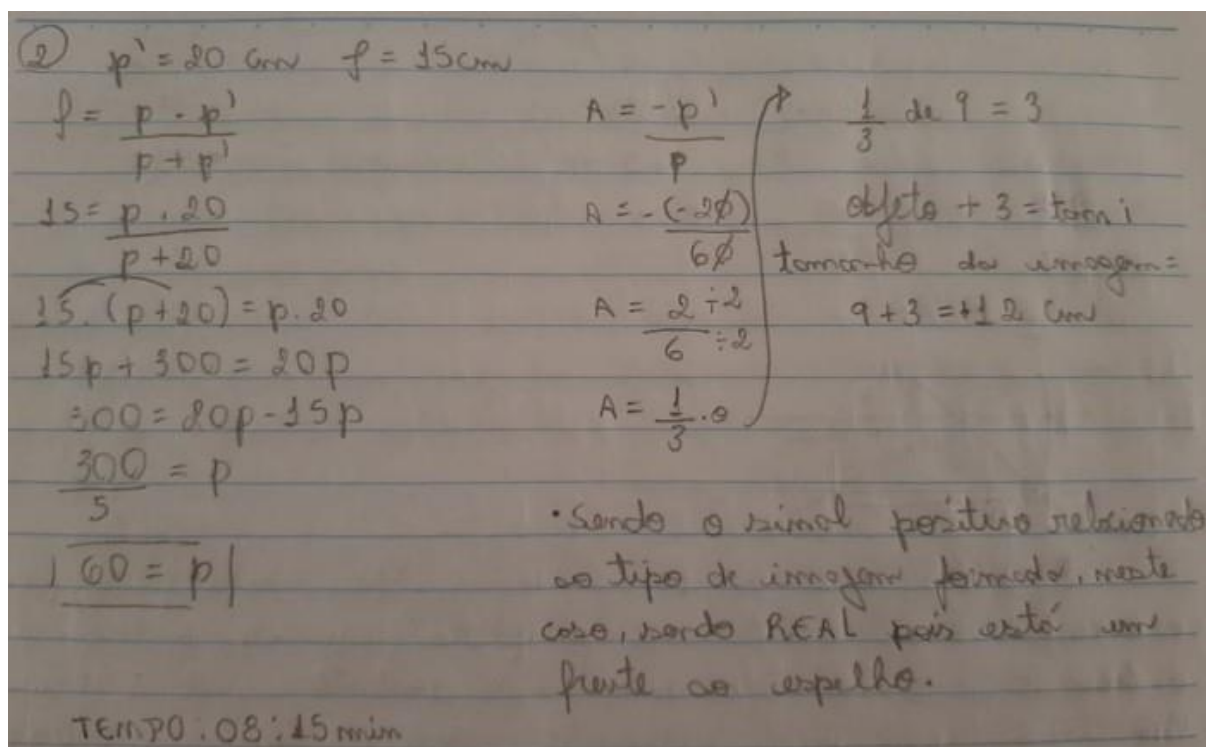 ② p' = 20 cm f = 15cm
f = p · p'
p + p'
15 = p . 20
p + 20
15. (p + 20) = p. 20
15p + 300 = 20p
300 = 20p - 15p
300 = p
5
60 = p
TEMPO: 08:15 min
A = - p'
p
A = - (-20)
60
A = 2 ÷2
6 ÷2
A = 1 . o
3
1 de 9 = 3
3
objeto + 3 = tam i
tamanho da imagem =
9 + 3 = +12 cm
• Sendo o sinal positivo relacionado
ao tipo de imagem formada, neste
caso, sendo REAL pois está em
frente ao espelho.